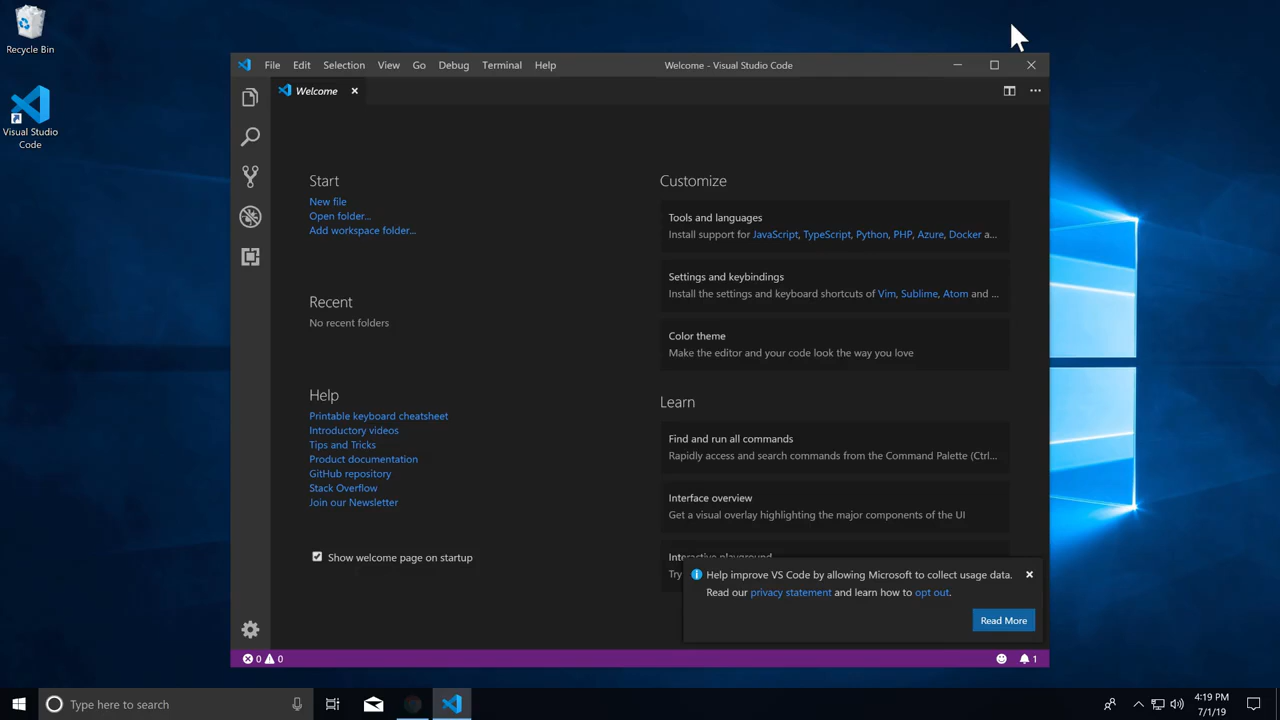 Recycle Bin
Visual Studio
Code
File Edit Selection View Go Debug Terminal Help
Welcome - Visual Studio Code
Welcome
Start
New file
Open folder...
Add workspace folder...
Recent
No recent folders
Help
Printable keyboard cheatsheet
Introductory videos
Tips and Tricks
Product documentation
GitHub repository
Stack Overflow
Join our Newsletter
Show welcome page on startup
Customize
Tools and languages
Install support for JavaScript, TypeScript, Python, PHP, Azure, Docker a...
Settings and keybindings
Install the settings and keyboard shortcuts of Vim, Sublime, Atom and ...
Color theme
Make the editor and your code look the way you love
Learn
Find and run all commands
Rapidly access and search commands from the Command Palette (Ctrl...
Interface overview
Get a visual overlay highlighting the major components of the UI
Interactive playground
Try
Help improve VS Code by allowing Microsoft to collect usage data.
Read our privacy statement and learn how to opt out.
Read More
0 0
1
Type here to search
4:19 PM
7/1/19